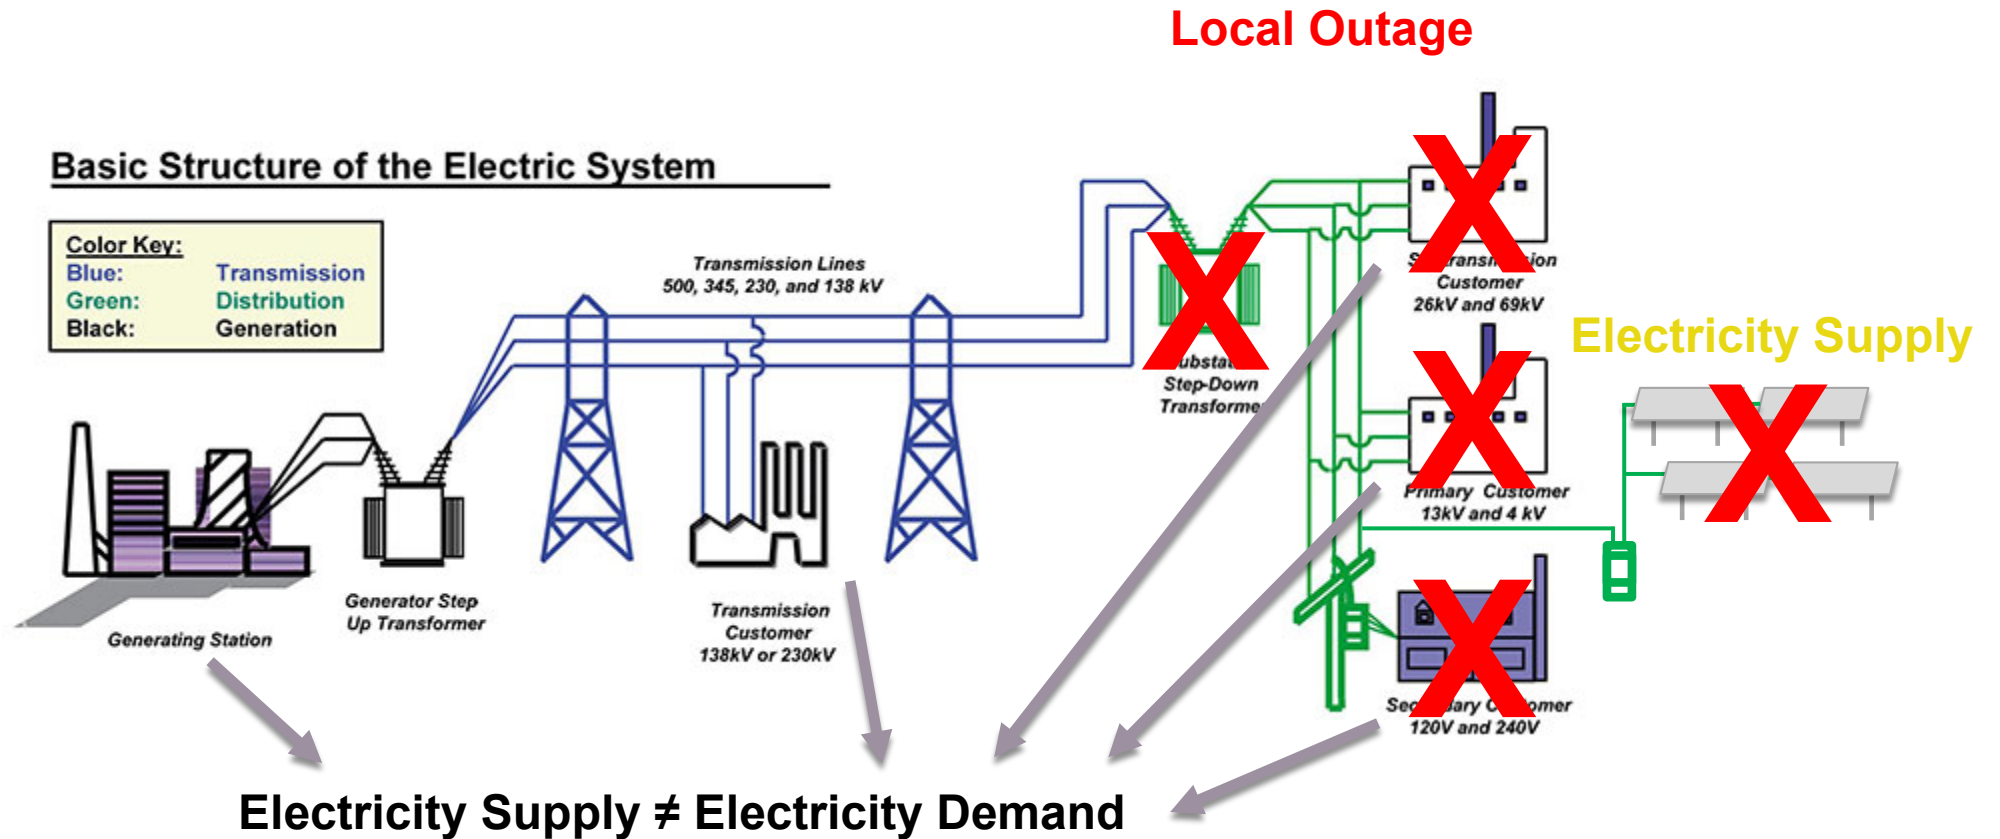 Local Outage
Basic Structure of the Electric System
Color Key:
Blue: Transmission
Green: Distribution
Black: Generation
Transmission Lines
500, 345, 230, and 138 kV
Customer
26kV and 69kV
Electricity Supply
Step-Down
Transformer
Primary Customer
13kV and 4 kV
Generator Step
Up Transformer
Transmission
Customer
138kV or 230kV
Generating Station
120V and 240V
Electricity Supply ≠ Electricity Demand